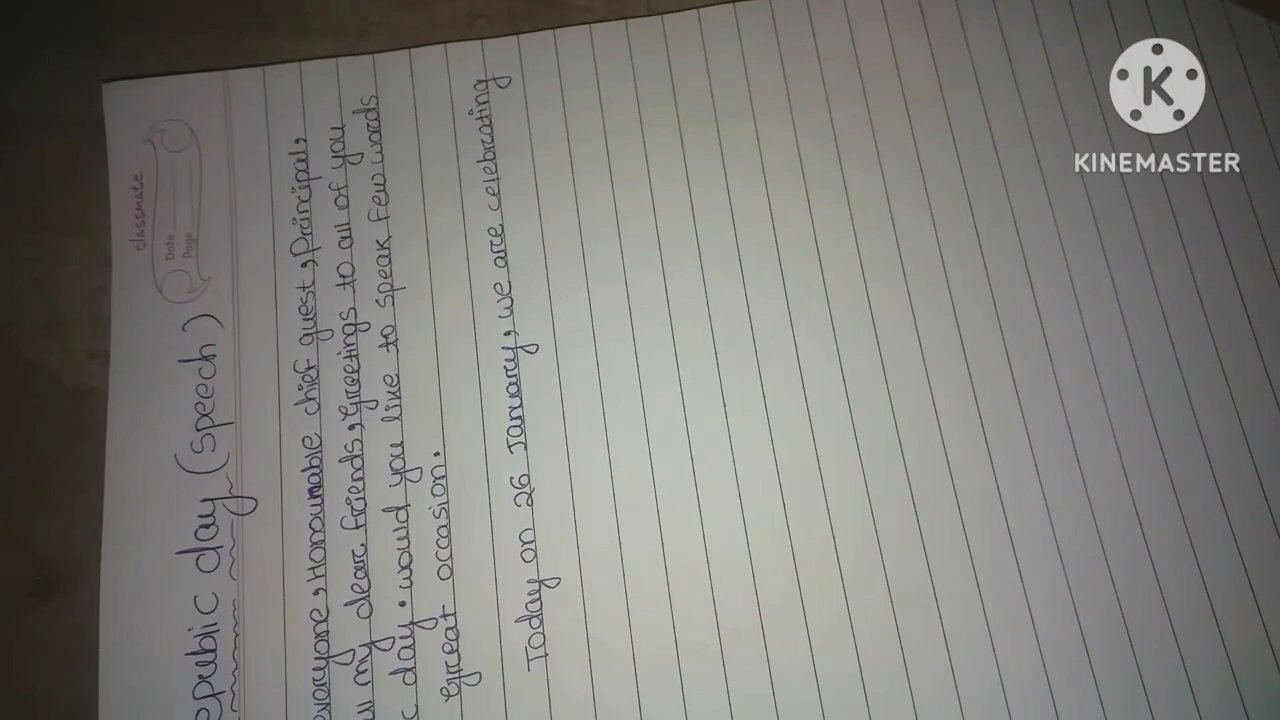 classmate
Date
Page
epublic day (speech)
everyone, Honourable chief guest, principal,
my dear friends, Greetings to all of you
day. would you like to speak few words
great occasion.
Today on 26 January, we are celebrating
K
KINEMASTER